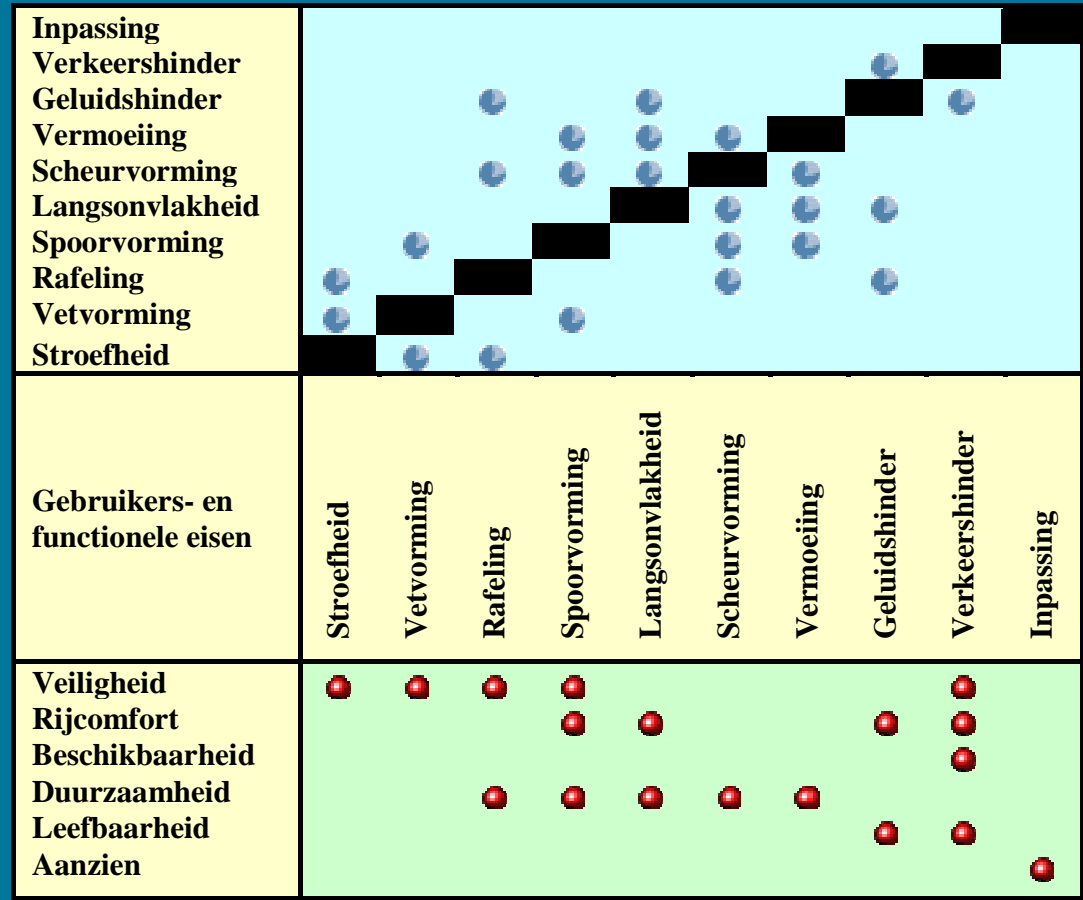 Inpassing
Verkeershinder
Geluidshinder
Vermoeiing
Scheurvorming
Langsonvlakheid
Spoorvorming
Rafeling
Vetvorming
Stroefheid
Gebruikers- en
functionele eisen
Stroefheid
Vetvorming
Rafeling
Spoorvorming
Langsonvlakheid
Scheurvorming
Vermoeiing
Geluidshinder
Verkeershinder
Inpassing
Veiligheid
Rijcomfort
Beschikbaarheid
Duurzaamheid
Leefbaarheid
Aanzien